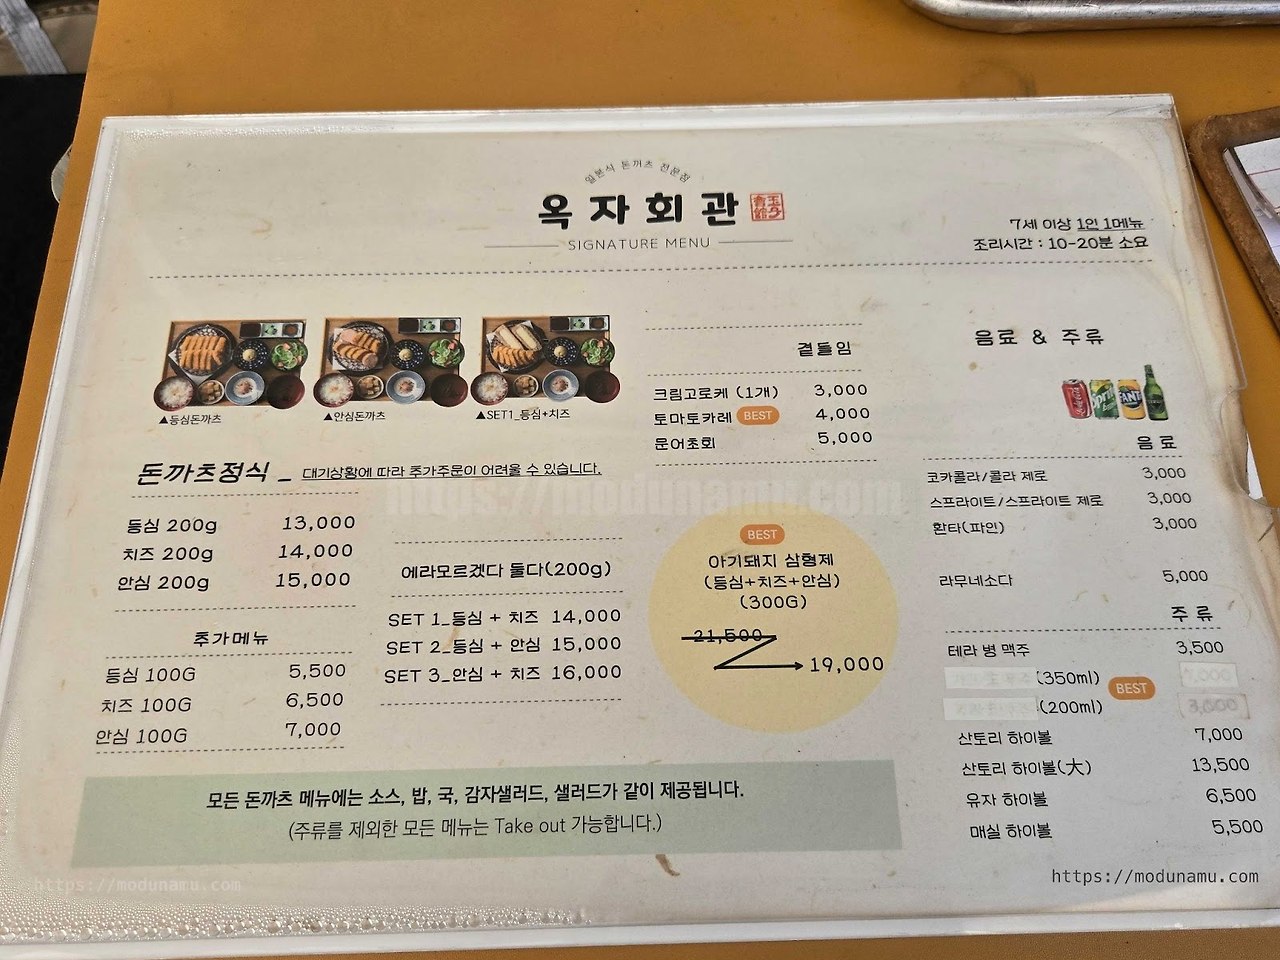 일본식 돈까츠 전문점
옥자회관
SIGNATURE MENU
7세 이상 1인 1메뉴
조리시간 : 10-20분 소요
▲등심돈까츠
▲안심돈까츠
▲SET1_등심+치즈
돈까츠정식 _ 대기상황에 따라 추가주문이 어려울 수 있습니다.
등심 200g 13,000
치즈 200g 14,000
안심 200g 15,000
추가메뉴
등심 100G 5,500
치즈 100G 6,500
안심 100G 7,000
에라모르겠다 둘다(200g)
SET 1_등심 + 치즈 14,000
SET 2_등심 + 안심 15,000
SET 3_안심 + 치즈 16,000
곁들임
크림고로케 (1개) 3,000
토마토카레 BEST 4,000
문어초회 5,000
BEST
아기돼지 삼형제
(등심+치즈+안심)
(300G)
21,500
19,000
음료 & 주류
음료
코카콜라/콜라 제로 3,000
스프라이트/스프라이트 제로 3,000
환타(파인) 3,000
라무네소다 5,000
주류
테라 병 맥주 3,500
(350ml) BEST
(200ml)
산토리 하이볼 7,000
산토리 하이볼(大) 13,500
유자 하이볼 6,500
매실 하이볼 5,500
모든 돈까츠 메뉴에는 소스, 밥, 국, 감자샐러드, 샐러드가 같이 제공됩니다.
(주류를 제외한 모든 메뉴는 Take out 가능합니다.)
https://modunamu.com
https://modunamu.com
https://modunamu.com